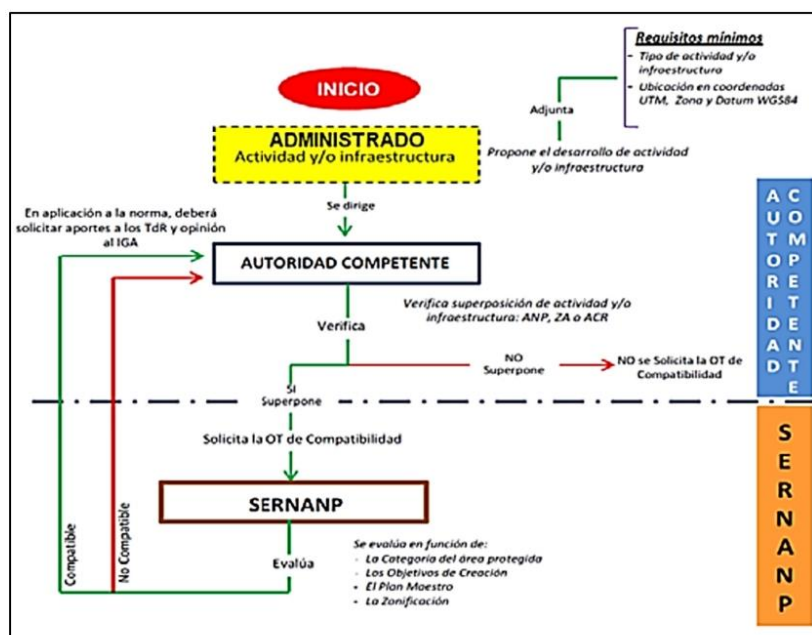 INICIO
Requisitos mínimos
- Tipo de actividad y/o
infraestructura
- Ubicación en coordenadas
UTM, Zona y Datum WGS84
Adjunta
ADMINISTRADO
Actividad y/o infraestructura
Propone el desarrollo de actividad
y/o infraestructura
Se dirige
En aplicación a la norma, deberá
solicitar aportes a los TdR y opinión
al IGA
AUTORIDAD COMPETENTE
Verifica superposición de actividad y/o
infraestructura: ANP, ZA o ACR
Verifica
NO
Superpone
NO se Solicita la OT de
Compatibilidad
SI
Superpone
AUTORIDAD
COMPETENTE
Solicita la OT de Compatibilidad
SERNANP
Evalúa
Se evalúa en función de:
- La Categoría del área protegida
- Los Objetivos de Creación
- El Plan Maestro
- La Zonificación
Compatible
No Compatible
SERNANP